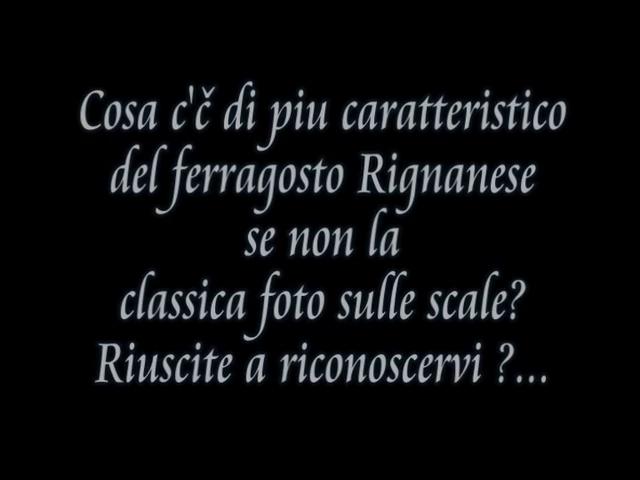 Cosa c'č di piu caratteristico
del ferragosto Rignanese
se non la
classica foto sulle scale?
Riuscite a riconoscervi ?...